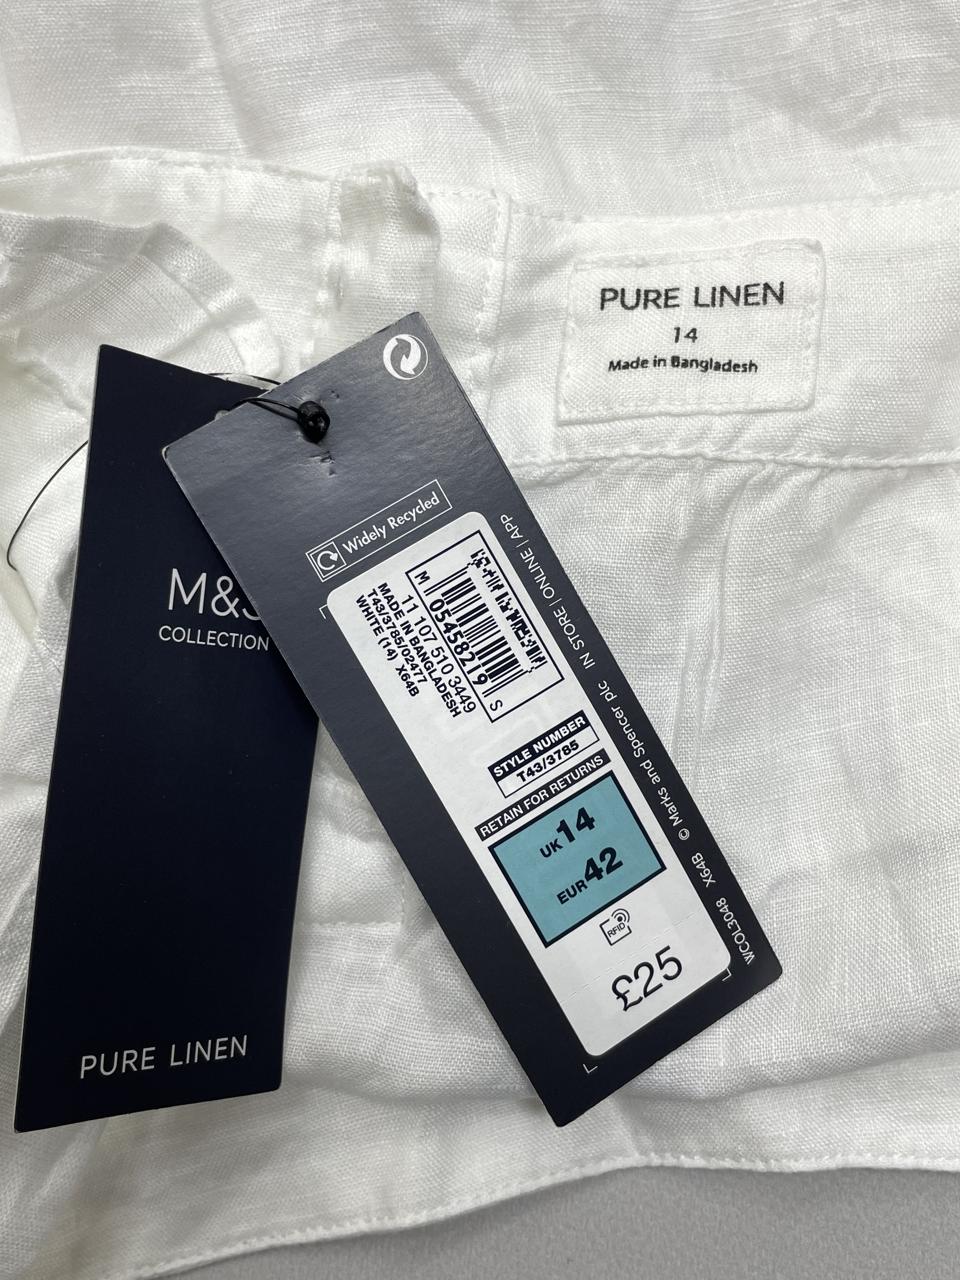 PURE LINEN
14
Made in Bangladesh
M&S
COLLECTION
PURE LINEN
Widely Recycled
M 05458219 S
11 107 510 3449
MADE IN BANGLADESH
T43/3785/02477
WHITE (14) X64B
STYLE NUMBER
T43/3785
RETAIN FOR RETURNS
UK 14
EUR 42
RFID
£25
WCOL3048 X64B © Marks and Spencer plc IN STORE | ONLINE | APP